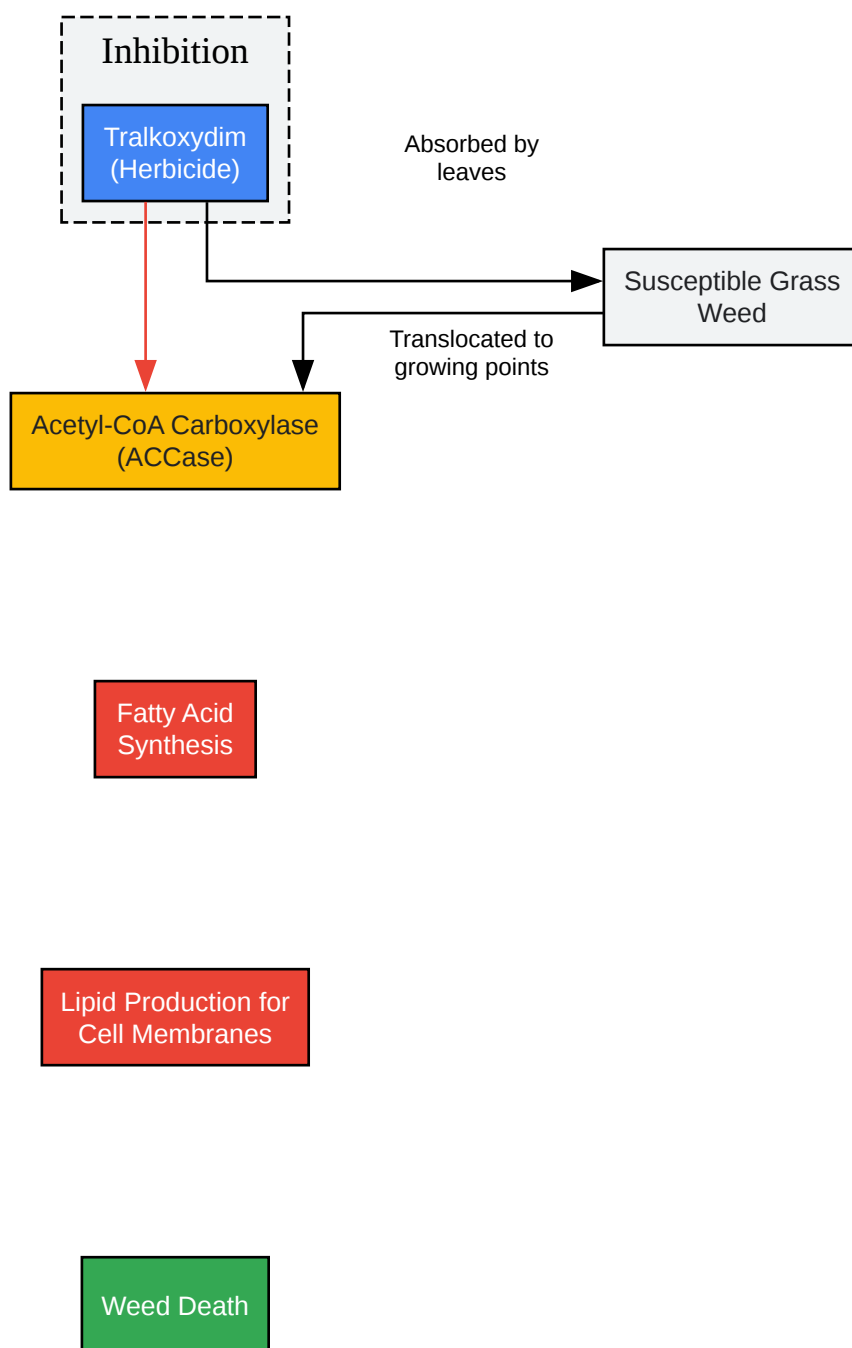 Inhibition
Tralkoxydim
(Herbicide)
Absorbed by
leaves
Susceptible Grass
Weed
Translocated to
growing points
Acetyl-CoA Carboxylase
(ACCase)
Fatty Acid
Synthesis
Lipid Production for
Cell Membranes
Weed Death